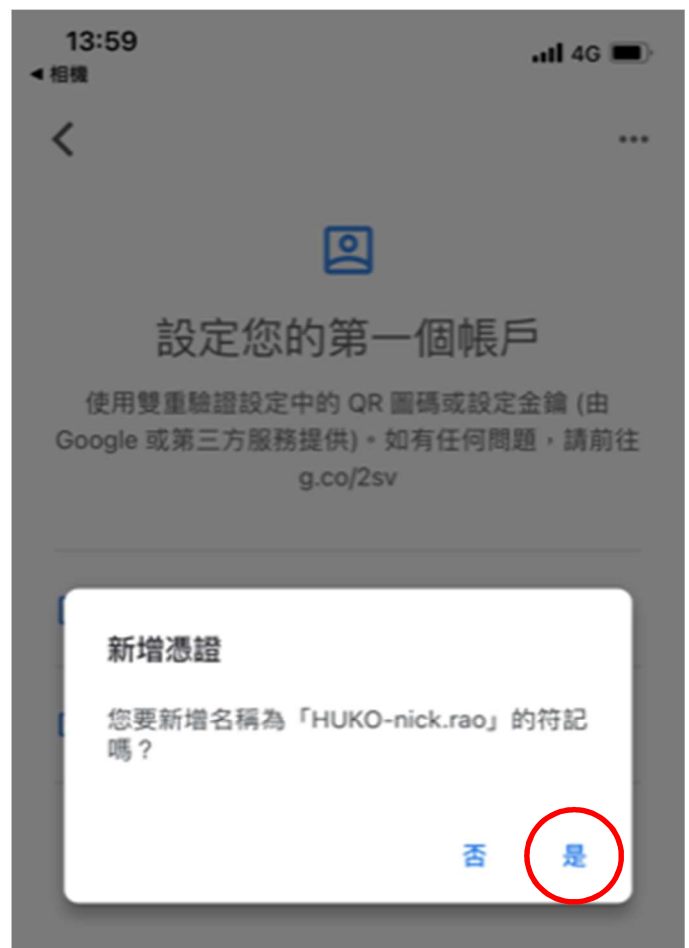 13:59
4G
◀ 相機
設定您的第一個帳戶
使用雙重驗證設定中的 QR 圖碼或設定金鑰 (由
Google 或第三方服務提供)。如有任何問題，請前往
g.co/2sv
新增憑證
您要新增名稱為「HUKO-nick.rao」的符記
嗎？
否 是